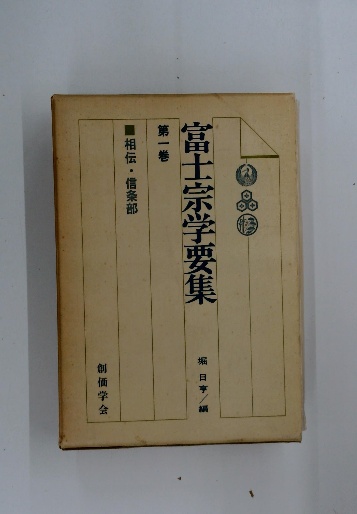 富士宗学要集
第一巻
■相伝・信条部
堀日亨/編
創価学会